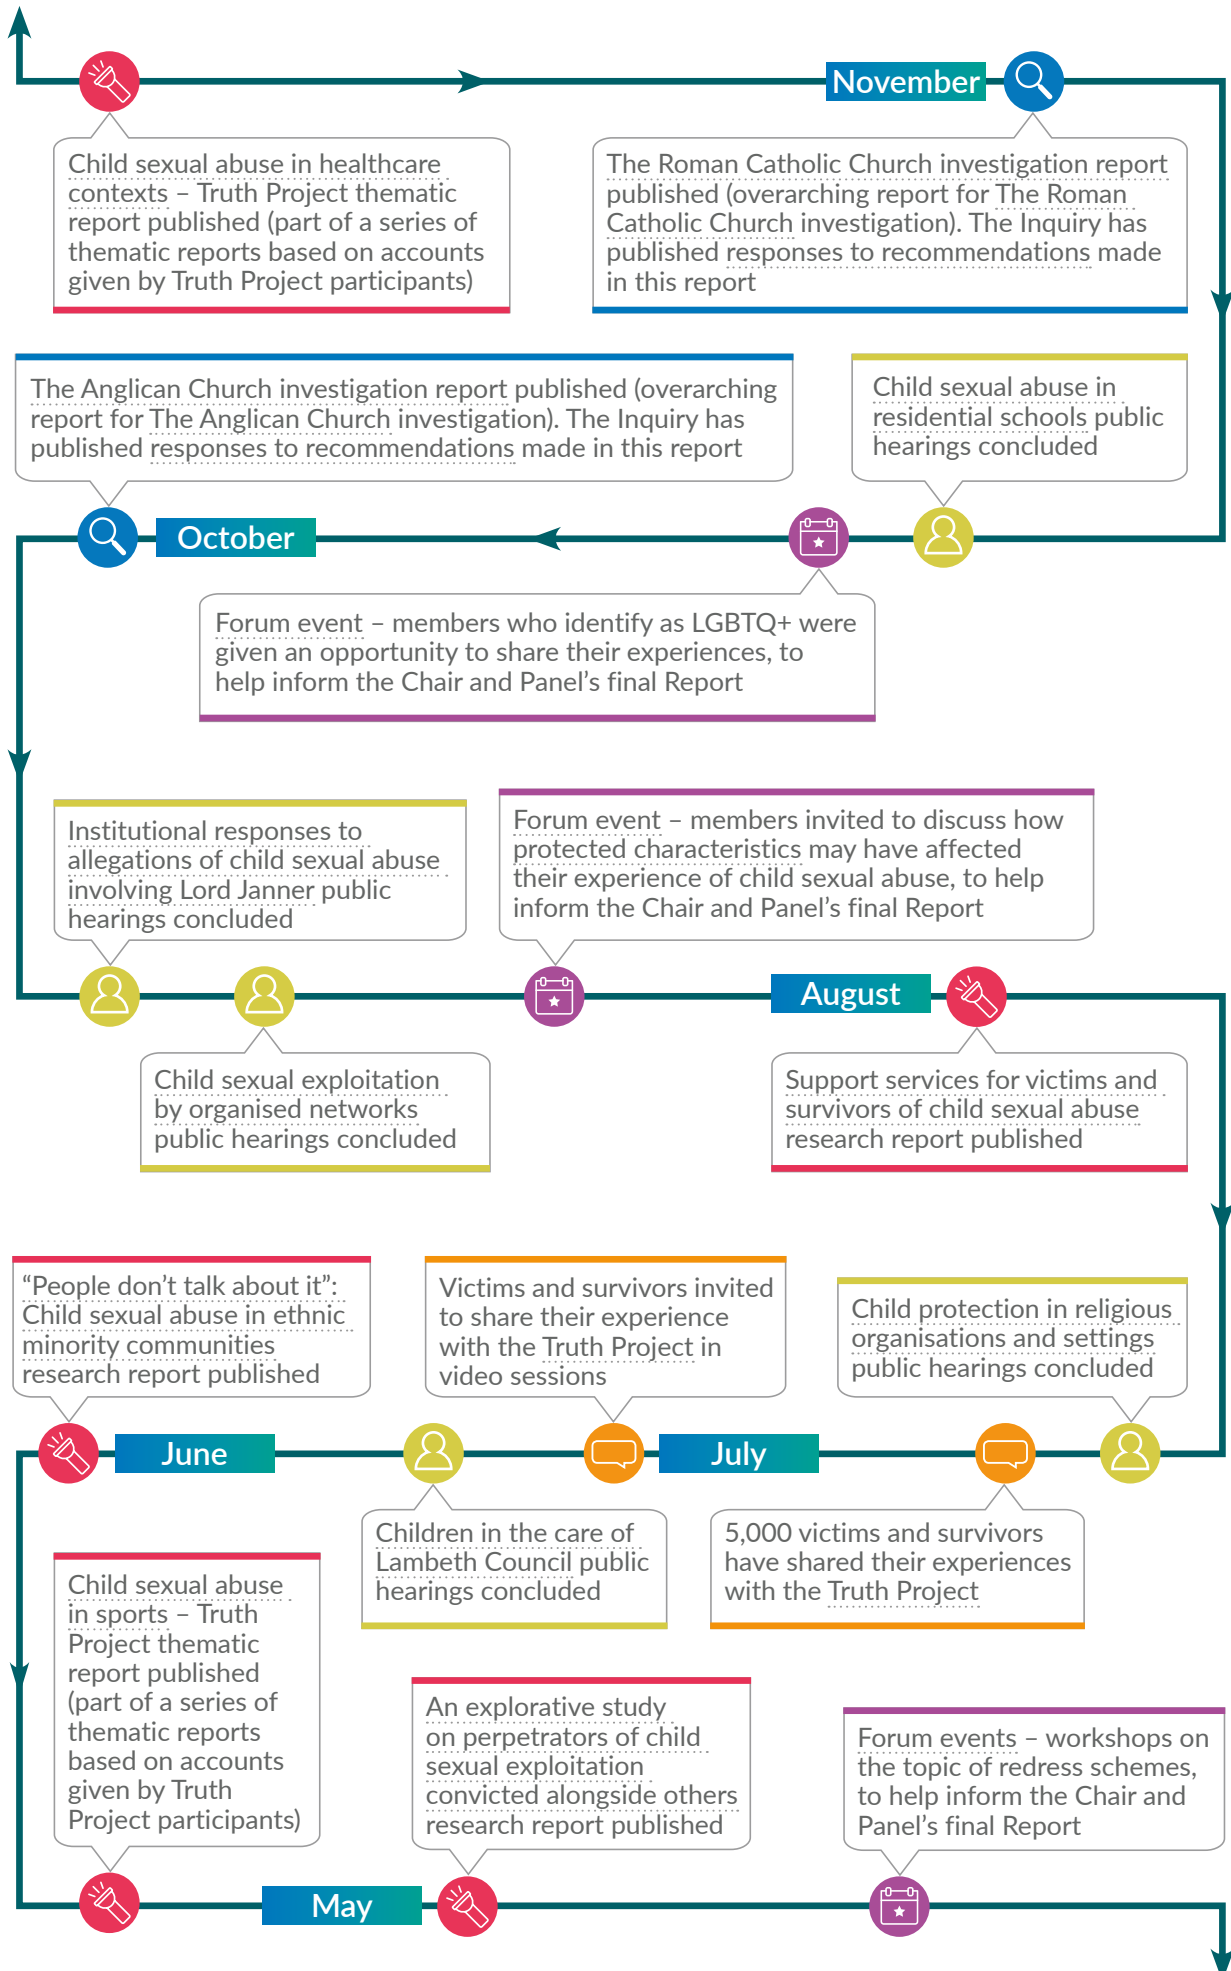 November
Child sexual abuse in healthcare
contexts – Truth Project thematic
report published (part of a series of
thematic reports based on accounts
given by Truth Project participants)
The Roman Catholic Church investigation report
published (overarching report for The Roman
Catholic Church investigation). The Inquiry has
published responses to recommendations made
in this report
The Anglican Church investigation report published (overarching
report for The Anglican Church investigation). The Inquiry has
published responses to recommendations made in this report
Child sexual abuse in
residential schools public
hearings concluded
October
Forum event – members who identify as LGBTQ+ were
given an opportunity to share their experiences, to
help inform the Chair and Panel’s final Report
Institutional responses to
allegations of child sexual abuse
involving Lord Janner public
hearings concluded
Forum event – members invited to discuss how
protected characteristics may have affected
their experience of child sexual abuse, to help
inform the Chair and Panel’s final Report
August
Child sexual exploitation
by organised networks
public hearings concluded
Support services for victims and
survivors of child sexual abuse
research report published
“People don’t talk about it”:
Child sexual abuse in ethnic
minority communities
research report published
Victims and survivors invited
to share their experience
with the Truth Project in
video sessions
Child protection in religious
organisations and settings
public hearings concluded
June
July
Children in the care of
Lambeth Council public
hearings concluded
5,000 victims and survivors
have shared their experiences
with the Truth Project
Child sexual abuse
in sports – Truth
Project thematic
report published
(part of a series of
thematic reports
based on accounts
given by Truth
Project participants)
An explorative study
on perpetrators of child
sexual exploitation
convicted alongside others
research report published
Forum events – workshops on
the topic of redress schemes,
to help inform the Chair and
Panel’s final Report
May